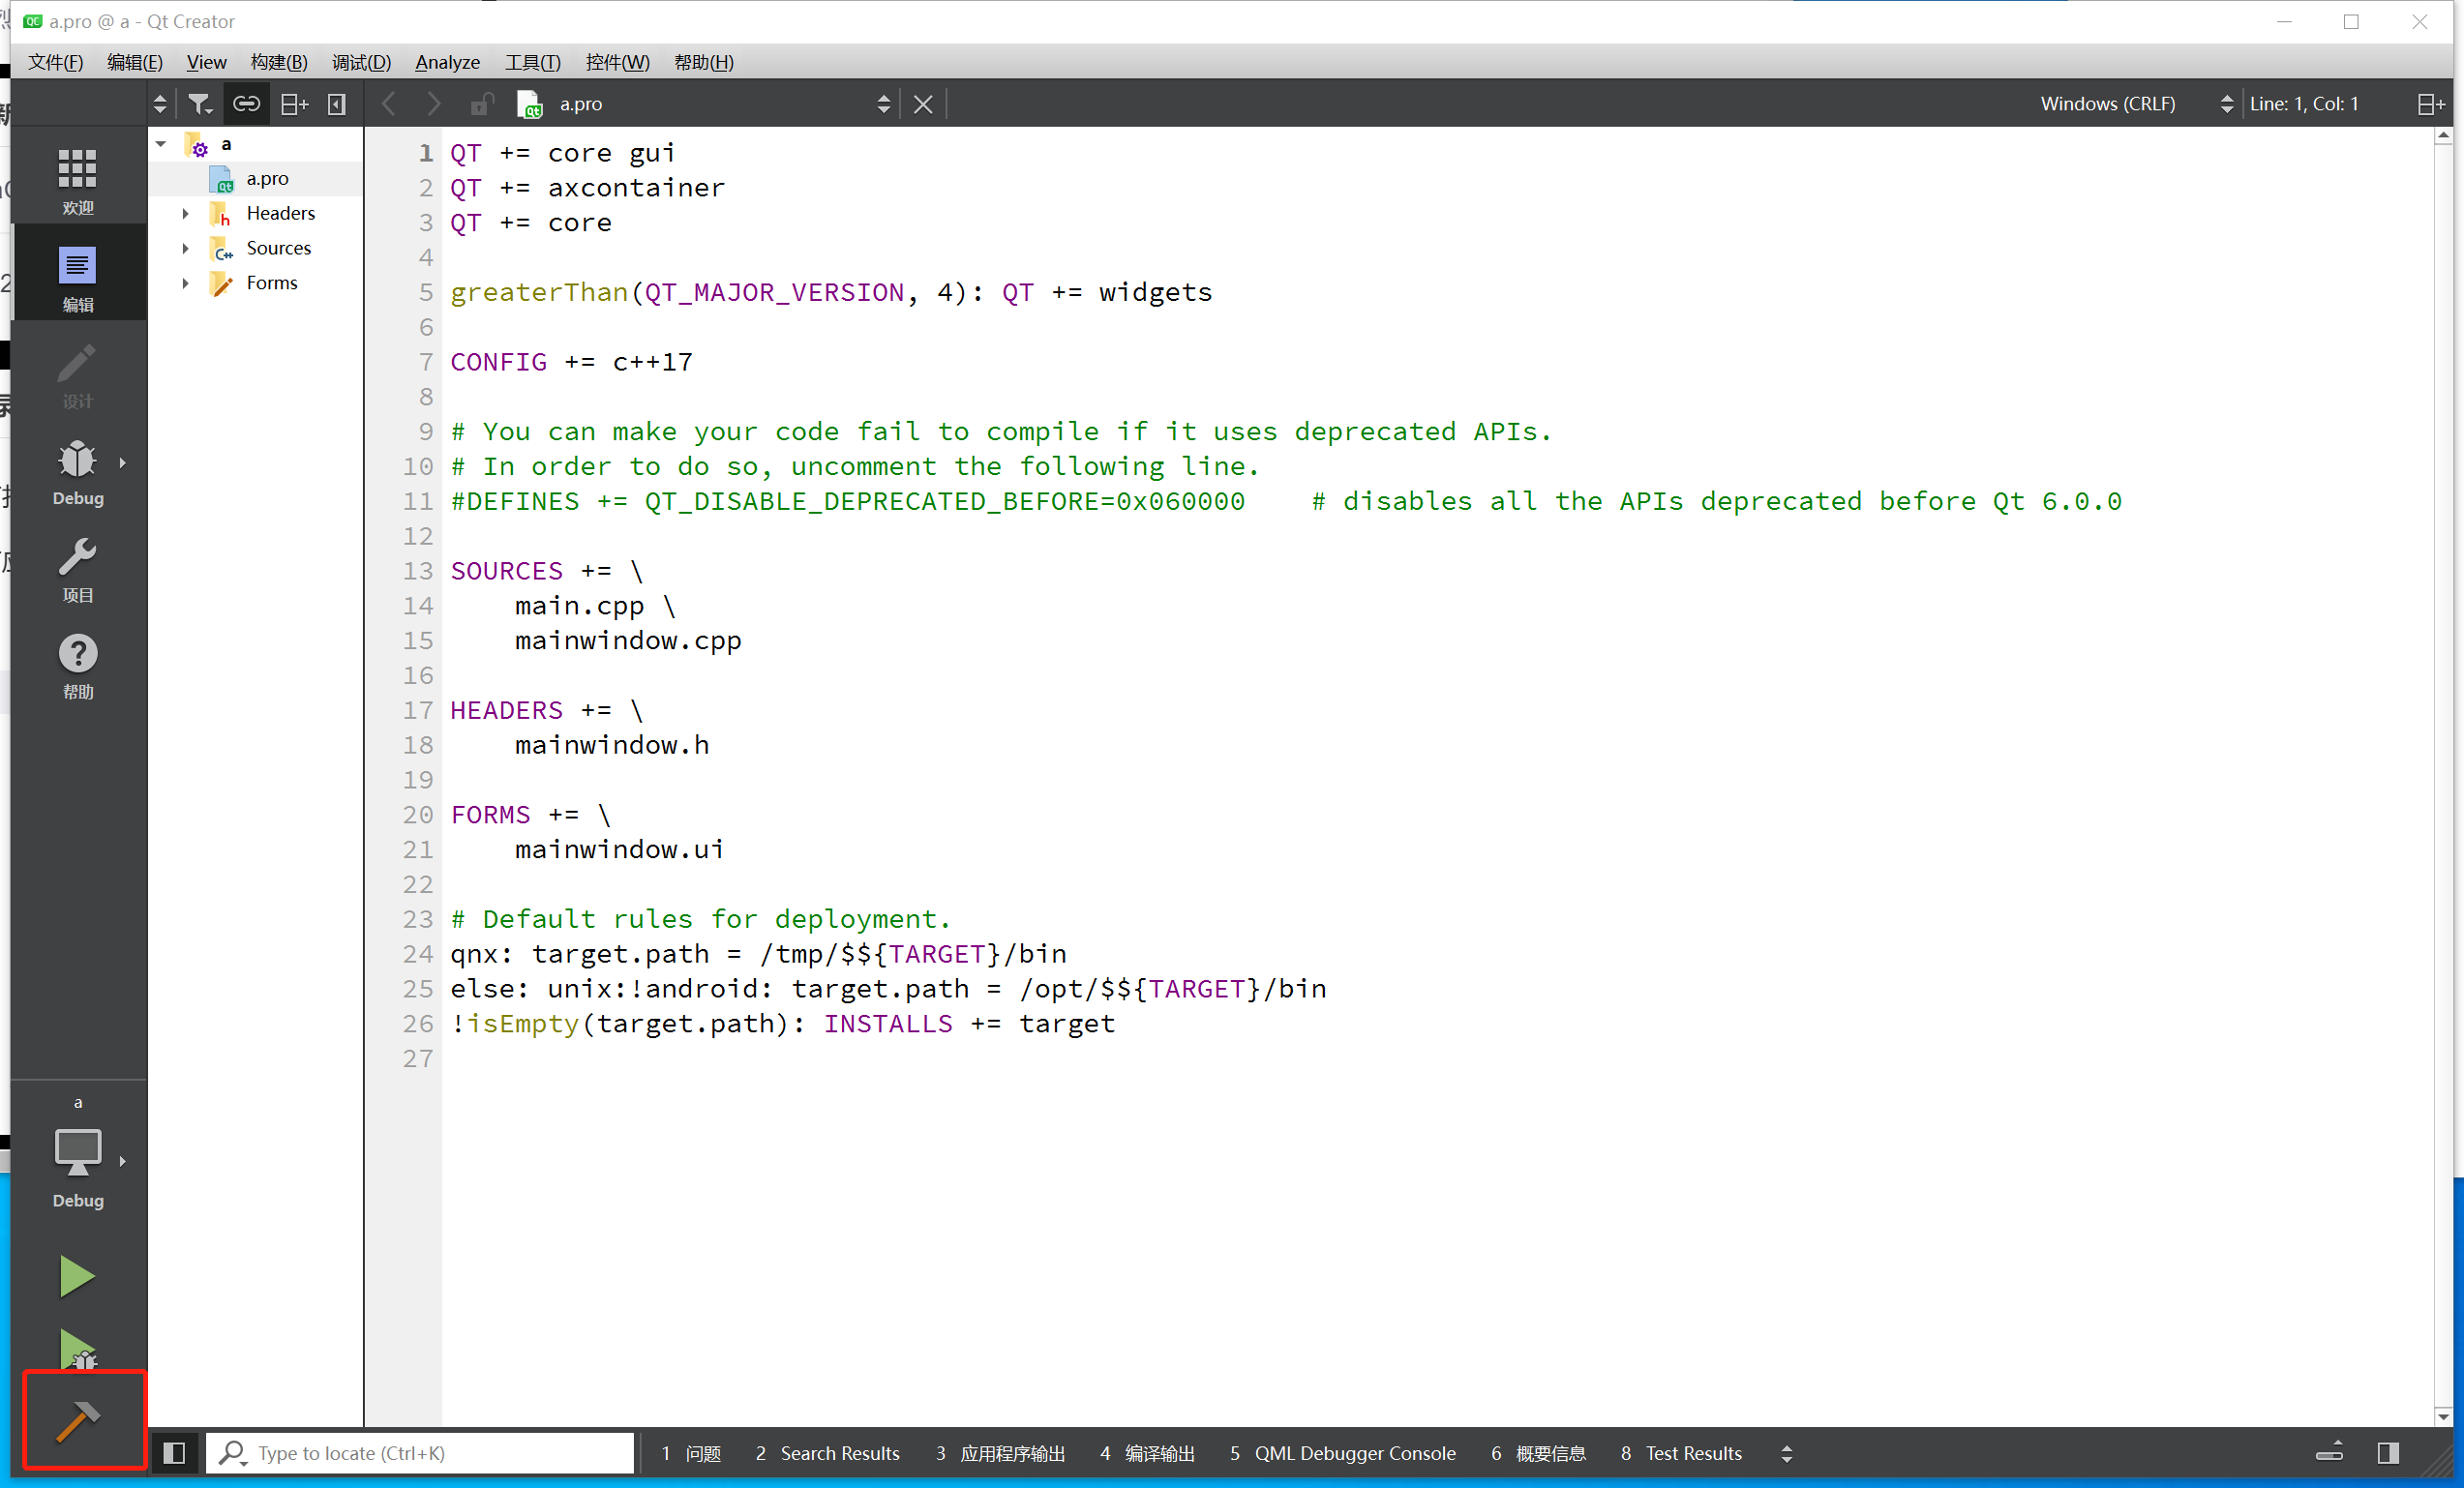 a.pro @ a - Qt Creator
文件(F) 编辑(E) View 构建(B) 调试(D) Analyze 工具(T) 控件(W) 帮助(H)
a.pro
Windows (CRLF)
Line: 1, Col: 1
欢迎
编辑
设计
Debug
项目
帮助
a
Debug
a
a.pro
Headers
Sources
Forms
1 QT += core gui
2 QT += axcontainer
3 QT += core
4
5 greaterThan(QT_MAJOR_VERSION, 4): QT += widgets
6
7 CONFIG += c++17
8
9 # You can make your code fail to compile if it uses deprecated APIs.
10 # In order to do so, uncomment the following line.
11 #DEFINES += QT_DISABLE_DEPRECATED_BEFORE=0x060000    # disables all the APIs deprecated before Qt 6.0.0
12
13 SOURCES += \
14     main.cpp \
15     mainwindow.cpp
16
17 HEADERS += \
18     mainwindow.h
19
20 FORMS += \
21     mainwindow.ui
22
23 # Default rules for deployment.
24 qnx: target.path = /tmp/$${TARGET}/bin
25 else: unix:!android: target.path = /opt/$${TARGET}/bin
26 !isEmpty(target.path): INSTALLS += target
27
Type to locate (Ctrl+K)
1 问题 2 Search Results 3 应用程序输出 4 编译输出 5 QML Debugger Console 6 概要信息 8 Test Results